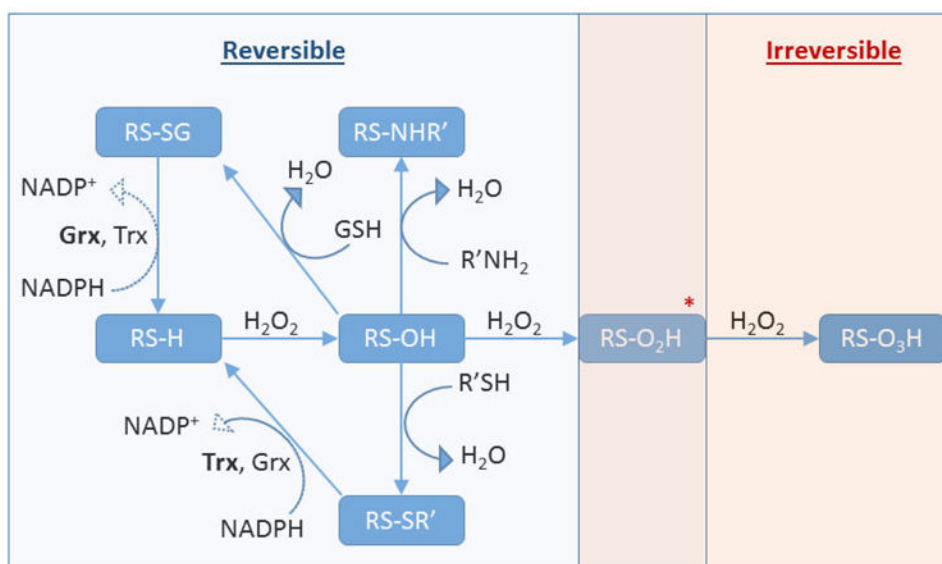 Reversible
Irreversible
RS-SG
RS-NHR’
NADP⁺
H₂O
H₂O
Grx, Trx
GSH
R’NH₂
NADPH
*
RS-H
H₂O₂
RS-OH
H₂O₂
RS-O₂H
H₂O₂
RS-O₃H
R’SH
NADP⁺
Trx, Grx
H₂O
NADPH
RS-SR’